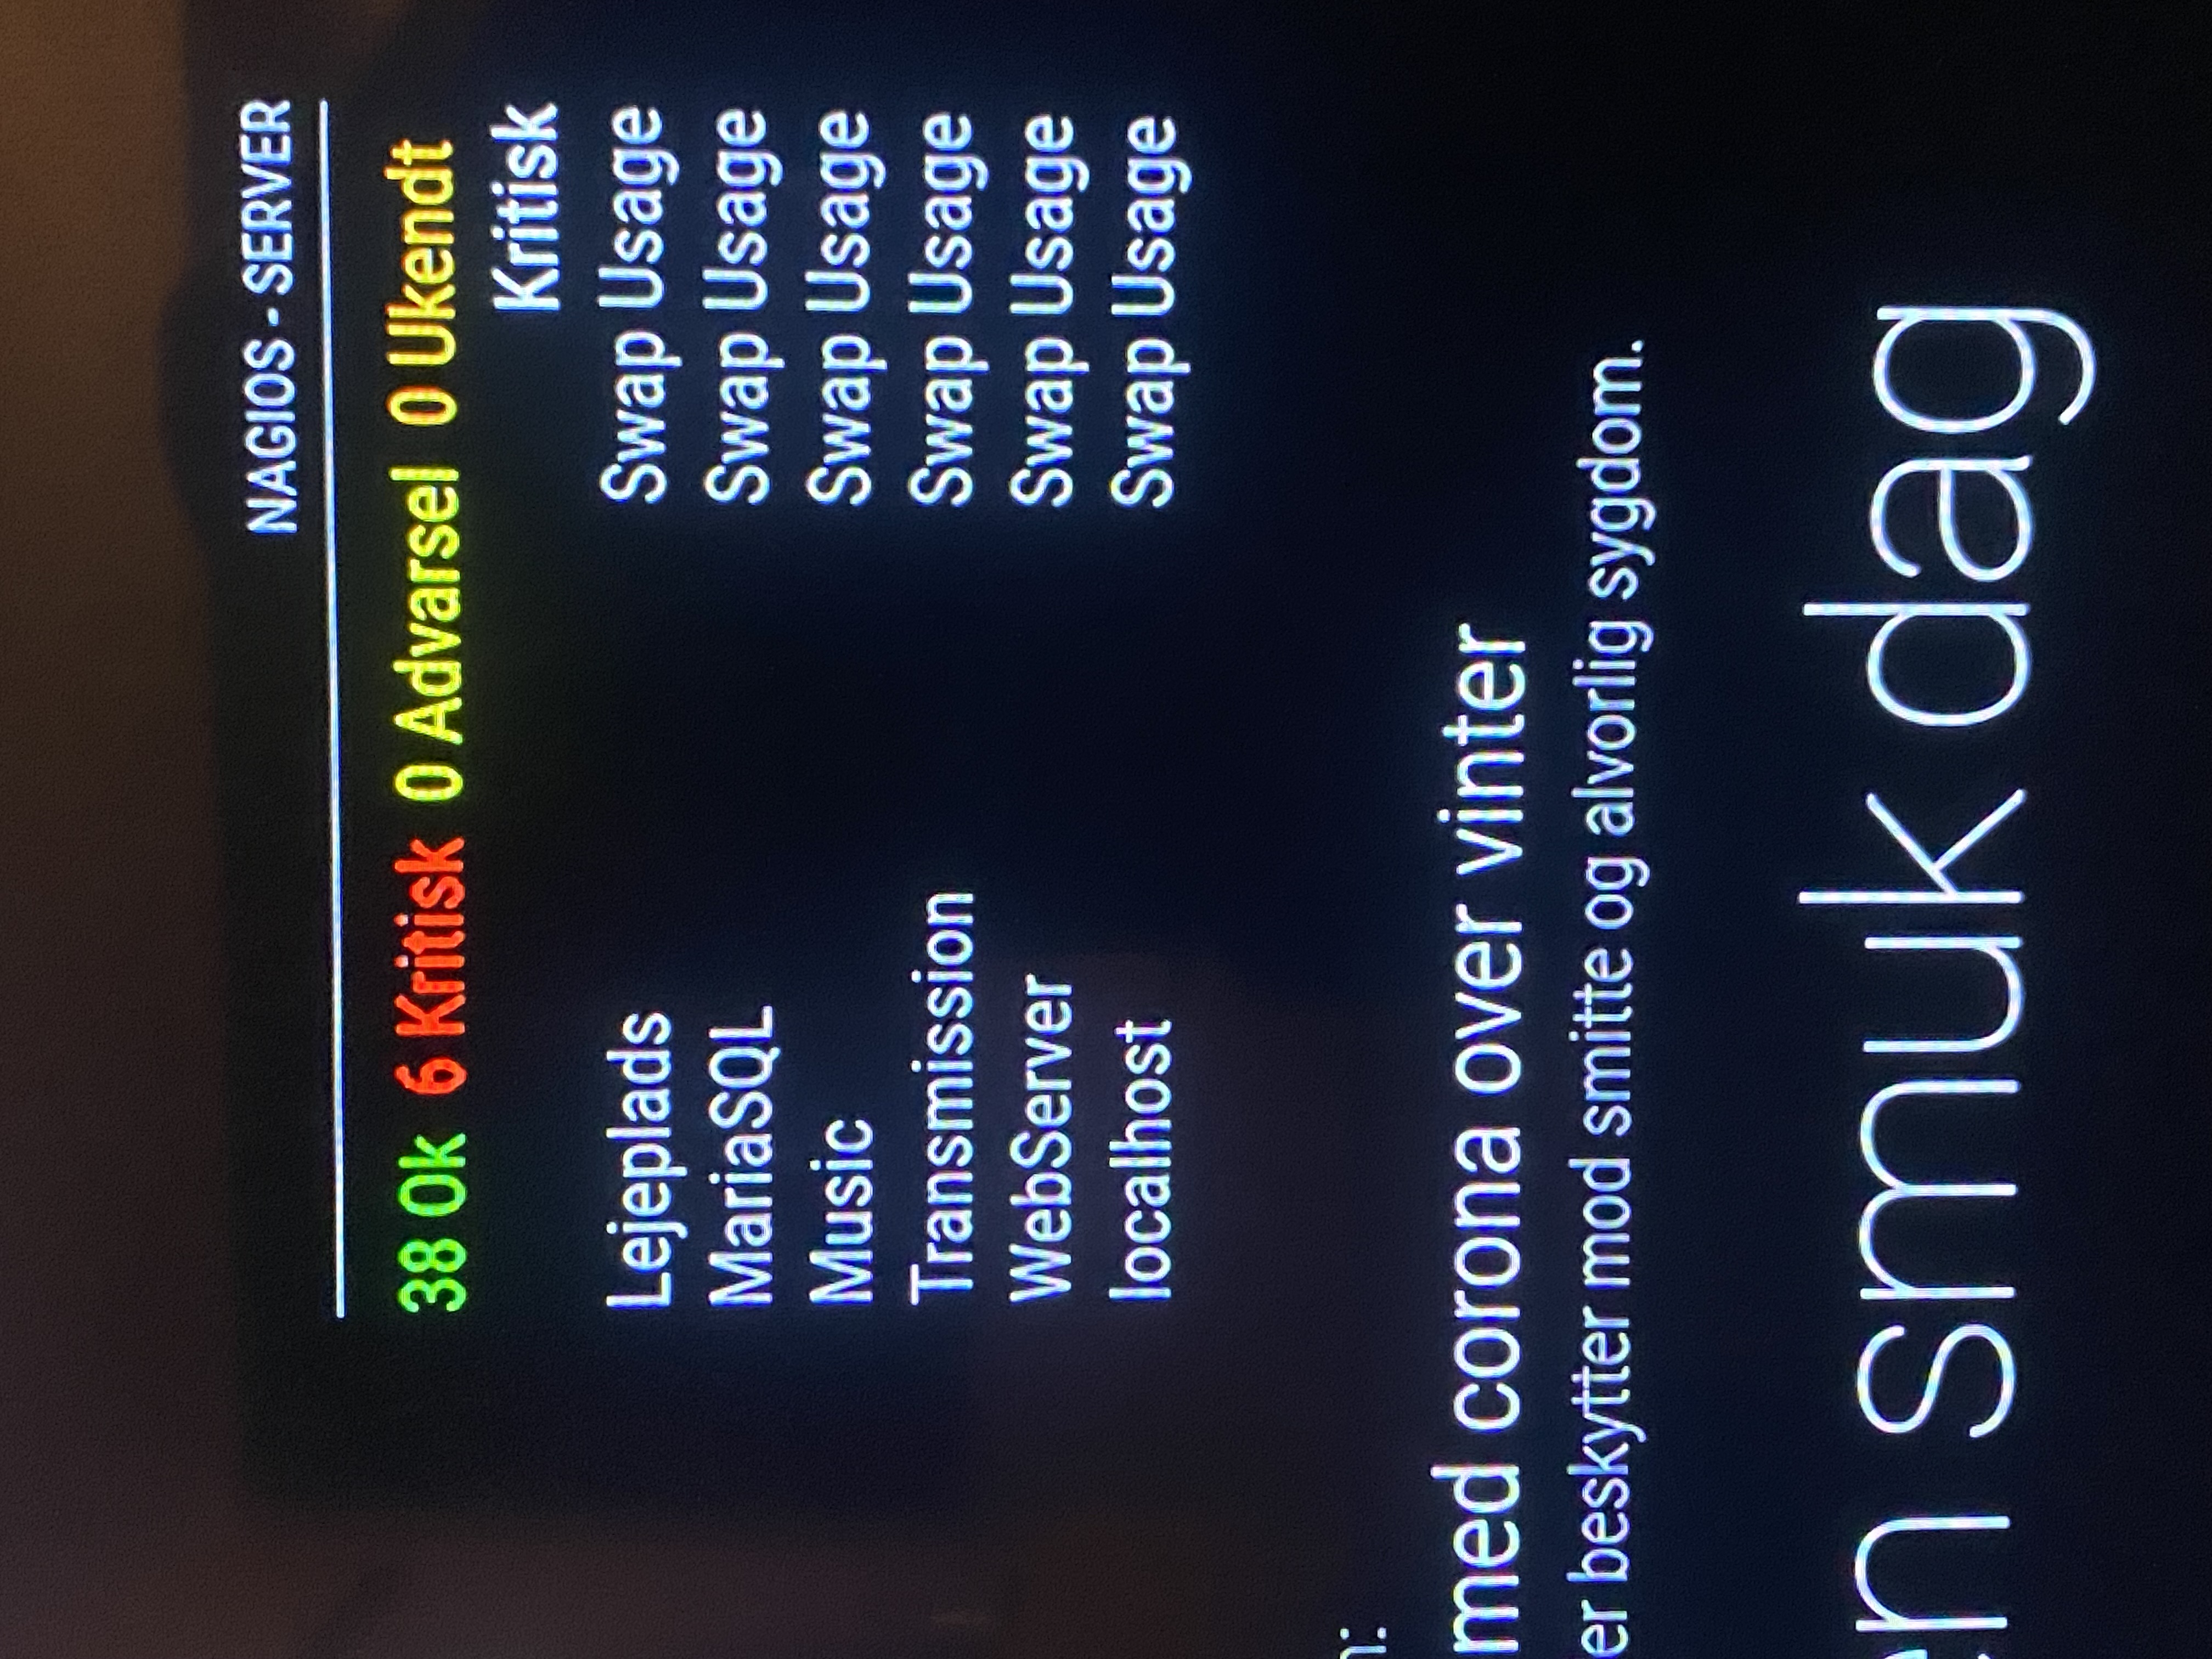 NAGIOS - SERVER
38 Ok 6 Kritisk 0 Advarsel 0 Ukendt
Kritisk
Lejeplads Swap Usage
MariaSQL Swap Usage
Music Swap Usage
Transmission Swap Usage
WebServer Swap Usage
localhost Swap Usage
med corona over vinter
er beskytter mod smitte og alvorlig sygdom.
en smuk dag